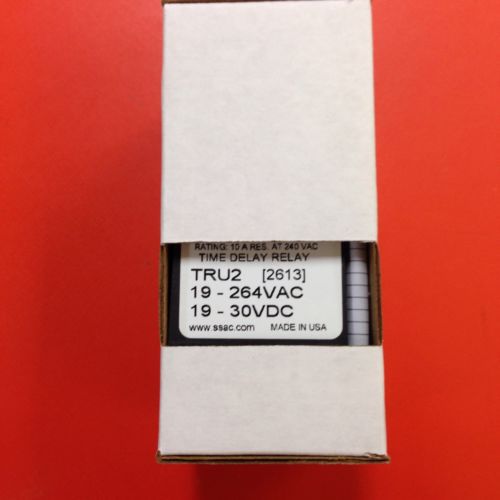 RATING: 10 A RES. AT 240 VAC
TIME DELAY RELAY
TRU2 [2613]
19 - 264VAC
19 - 30VDC
www.ssac.com MADE IN USA